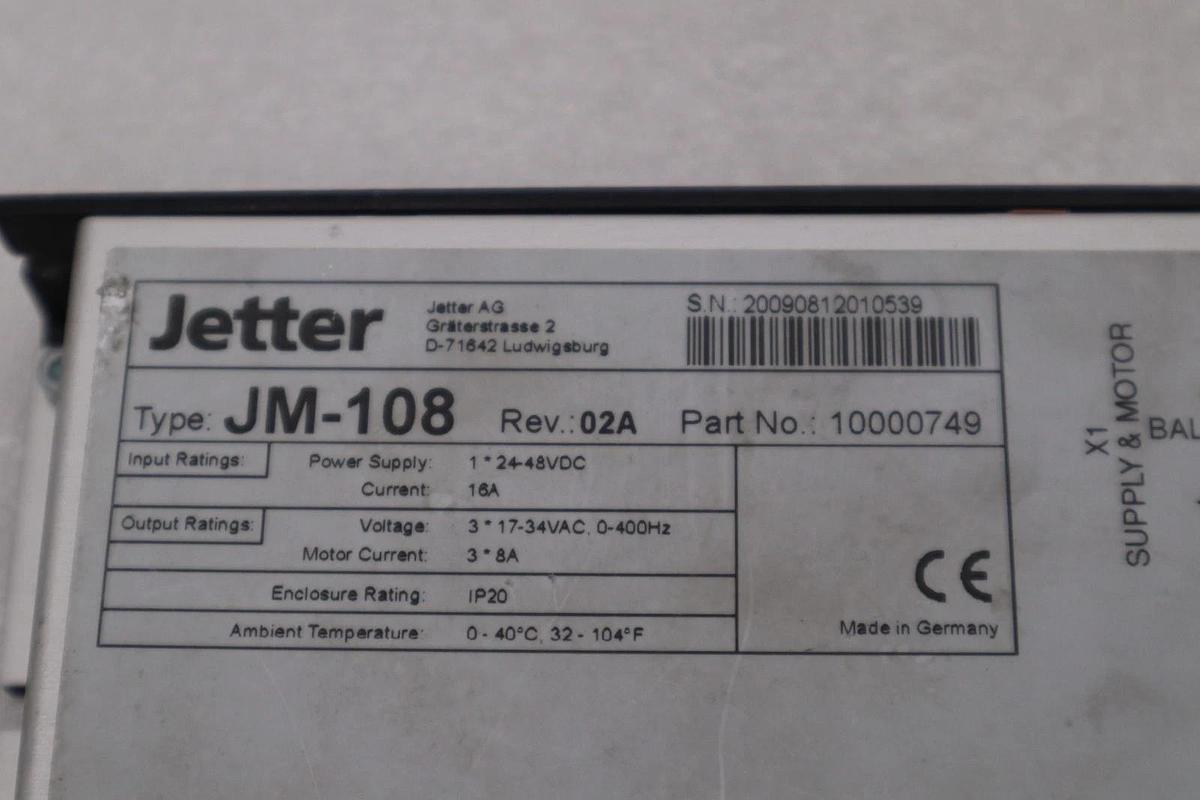 Jetter
Jetter AG
Gräterstrasse 2
D-71642 Ludwigsburg
S.N.: 20090812010539
Type: JM-108 Rev.: 02A Part No.: 10000749
Input Ratings: Power Supply: 1 * 24-48VDC
Current: 16A
Output Ratings: Voltage: 3 * 17-34VAC, 0-400Hz
Motor Current: 3 * 8A
Enclosure Rating: IP20
Ambient Temperature: 0 - 40°C, 32 - 104°F
CE
Made in Germany
X1
SUPPLY & MOTOR
BAL